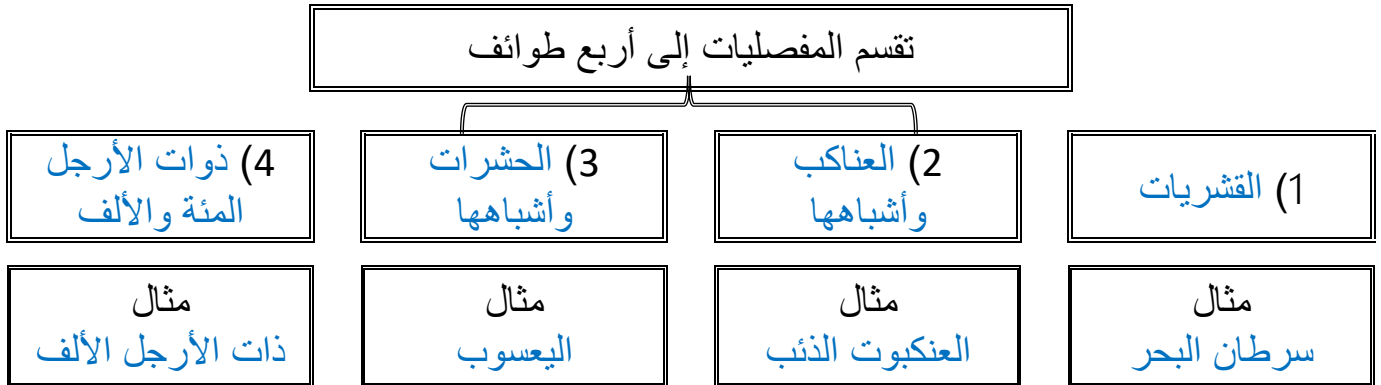 تقسم المفصليات إلى أربع طوائف
1) القشريات
2) العناكب
وأشباهها
3) الحشرات
وأشباهها
4) ذوات الأرجل
المئة والألف
مثال
سرطان البحر
مثال
العنكبوت الذئب
مثال
اليعسوب
مثال
ذات الأرجل الألف